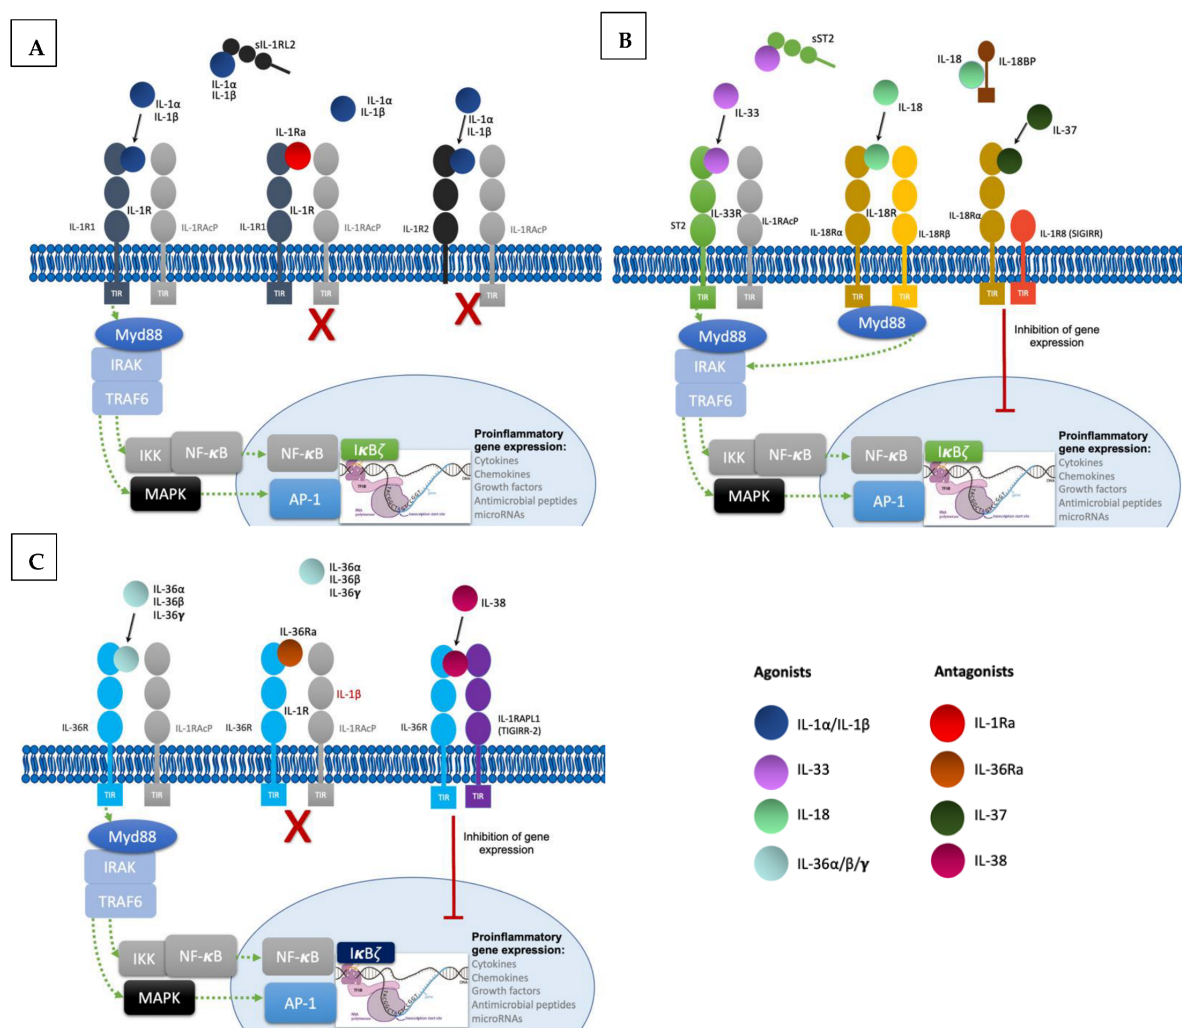 A
sIL-1RL2
IL-1α
IL-1β
IL-1α
IL-1β
IL-1α
IL-1β
IL-1α
IL-1β
IL-1Ra
IL-1R
IL-1R
IL-1R1
IL-1RAcP
IL-1R1
IL-1RAcP
IL-1R2
IL-1RAcP
TIR
TIR
TIR
TIR
TIR
X
X
Myd88
IRAK
TRAF6
IKK
NF-κB
MAPK
NF-κB
IκBζ
AP-1
Proinflammatory
gene expression:
Cytokines
Chemokines
Growth factors
Antimicrobial peptides
microRNAs
B
sST2
IL-18
IL-18BP
IL-33
IL-18
IL-37
IL-33R
IL-18R
IL-18Rα
ST2
IL-1RAcP
IL-18Rα
IL-18Rβ
IL-1R8 (SIGIRR)
TIR
TIR
TIR
TIR
TIR
TIR
Myd88
Myd88
Inhibition of gene
expression
IRAK
TRAF6
IKK
NF-κB
MAPK
NF-κB
IκBζ
AP-1
Proinflammatory
gene expression:
Cytokines
Chemokines
Growth factors
Antimicrobial peptides
microRNAs
C
IL-36α
IL-36β
IL-36γ
IL-36α
IL-36β
IL-36γ
IL-38
IL-36Ra
IL-1β
IL-1R
IL-36R
IL-1RAcP
IL-36R
IL-1RAcP
IL-36R
IL-1RAPL1
(TIGIRR-2)
TIR
TIR
TIR
TIR
TIR
TIR
X
Myd88
IRAK
TRAF6
Inhibition of gene
expression
IKK
NF-κB
MAPK
NF-κB
IκBζ
AP-1
Proinflammatory
gene expression:
Cytokines
Chemokines
Growth factors
Antimicrobial peptides
microRNAs
Agonists
IL-1α/IL-1β
IL-33
IL-18
IL-36α/β/γ
Antagonists
IL-1Ra
IL-36Ra
IL-37
IL-38